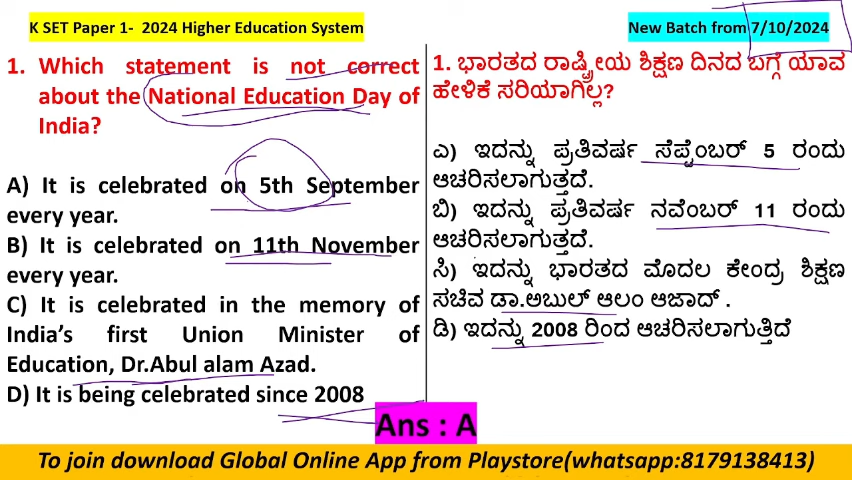 K SET Paper 1- 2024 Higher Education System
New Batch from 7/10/2024
1. Which statement is not correct
about the National Education Day of
India?
A) It is celebrated on 5th September
every year.
B) It is celebrated on 11th November
every year.
C) It is celebrated in the memory of
India's first Union Minister of
Education, Dr.Abul alam Azad.
D) It is being celebrated since 2008
1. ಭಾರತದ ರಾಷ್ಟ್ರೀಯ ಶಿಕ್ಷಣ ದಿನದ ಬಗ್ಗೆ ಯಾವ
ಹೇಳಿಕೆ ಸರಿಯಾಗಿಲ್ಲ?
ಎ) ಇದನ್ನು ಪ್ರತಿವರ್ಷ ಸೆಪ್ಟೆಂಬರ್ 5 ರಂದು
ಆಚರಿಸಲಾಗುತ್ತದೆ.
ಬಿ) ಇದನ್ನು ಪ್ರತಿವರ್ಷ ನವೆಂಬರ್ 11 ರಂದು
ಆಚರಿಸಲಾಗುತ್ತದೆ.
ಸಿ) ಇದನ್ನು ಭಾರತದ ಮೊದಲ ಕೇಂದ್ರ ಶಿಕ್ಷಣ
ಸಚಿವ ಡಾ.ಅಬುಲ್ ಆಲಂ ಆಜಾದ್ .
ಡಿ) ಇದನ್ನು 2008 ರಿಂದ ಆಚರಿಸಲಾಗುತ್ತಿದೆ
Ans : A
To join download Global Online App from Playstore(whatsapp:8179138413)